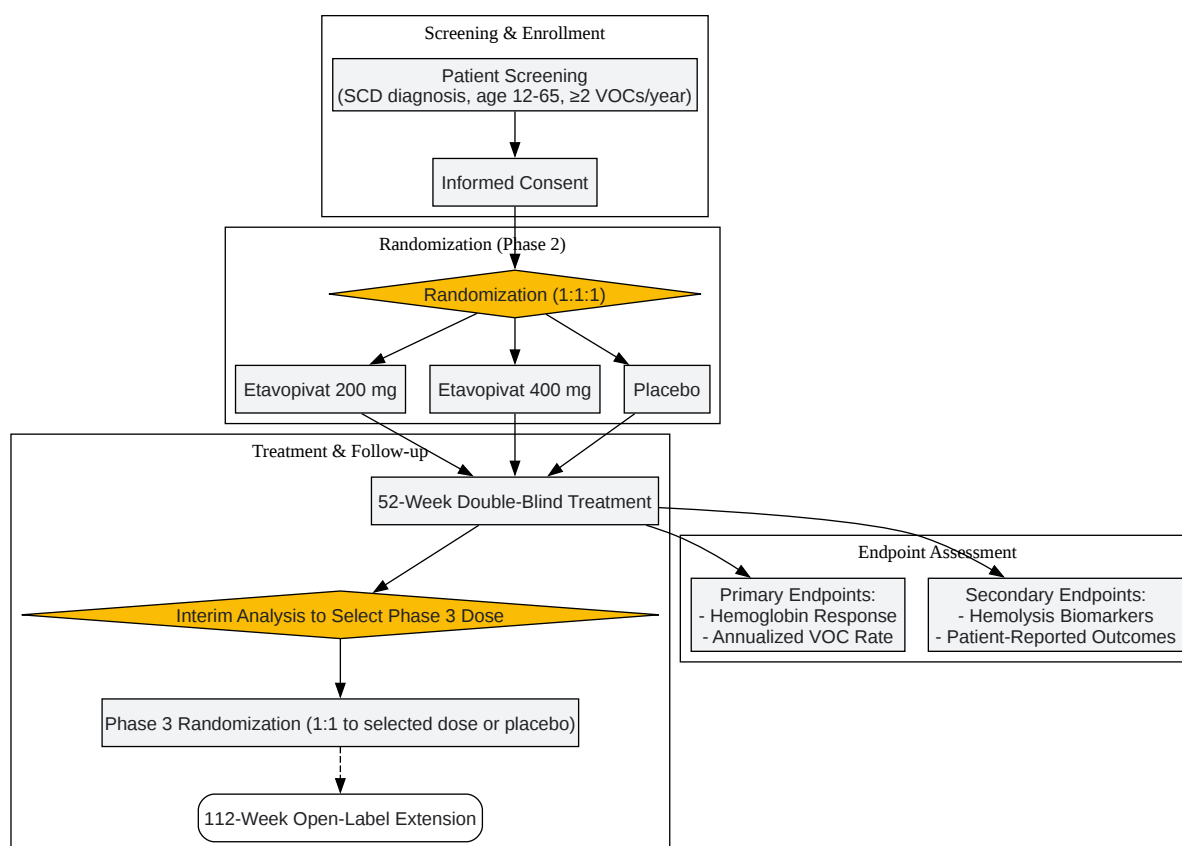 Screening & Enrollment
Patient Screening
(SCD diagnosis, age 12-65, ≥2 VOCs/year)
Informed Consent
Randomization (Phase 2)
Randomization (1:1:1)
Etavopivat 200 mg
Etavopivat 400 mg
Placebo
Treatment & Follow-up
52-Week Double-Blind Treatment
Endpoint Assessment
Primary Endpoints:
- Hemoglobin Response
- Annualized VOC Rate
Secondary Endpoints:
- Hemolysis Biomarkers
- Patient-Reported Outcomes
Interim Analysis to Select Phase 3 Dose
Phase 3 Randomization (1:1 to selected dose or placebo)
112-Week Open-Label Extension